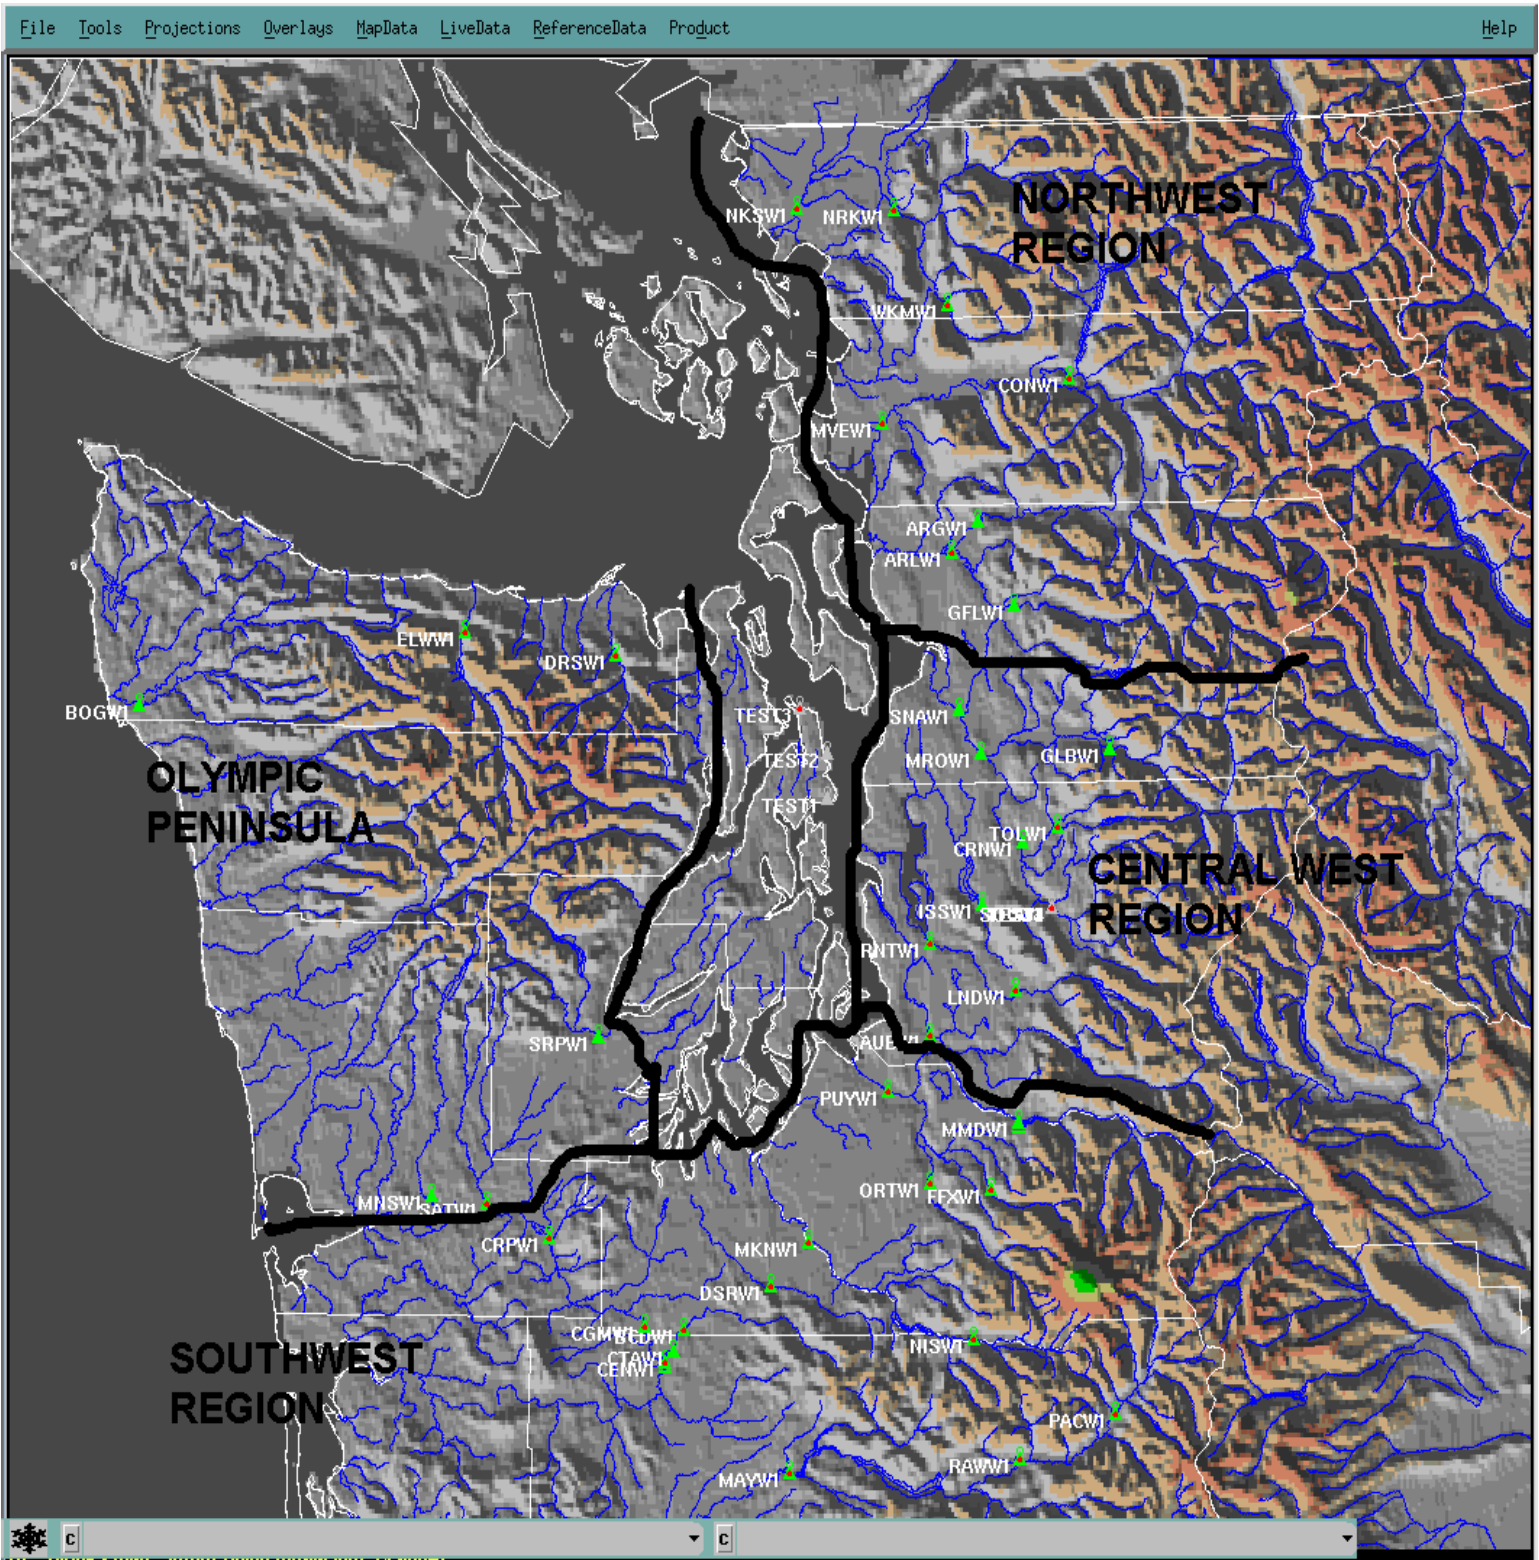 File Tools Projections Overlays MapData LiveData ReferenceData Product Help
NORTHWEST
REGION
NKSW1 NRKW1
WKMW1
CONW1
MVEW1
ARGW1
ARLW1
GFLW1
ELWW1
DRSW1
BOGW1
TEST3
SNAW1
TEST2
MROW1
GLBW1
OLYMPIC
PENINSULA
TEST1
TOLW1
CRNW1
CENTRAL WEST
REGION
ISSW1
RNTW1
LNDW1
SRPW1
PUYW1
MMDW1
ORTW1
FFXW1
MNSW1
SATW1
CRPW1
MKNW1
DSRW1
CGMW1
NISW1
CTAW1
CENW1
SOUTHWEST
REGION
PACW1
RAWW1
MAYW1
C C